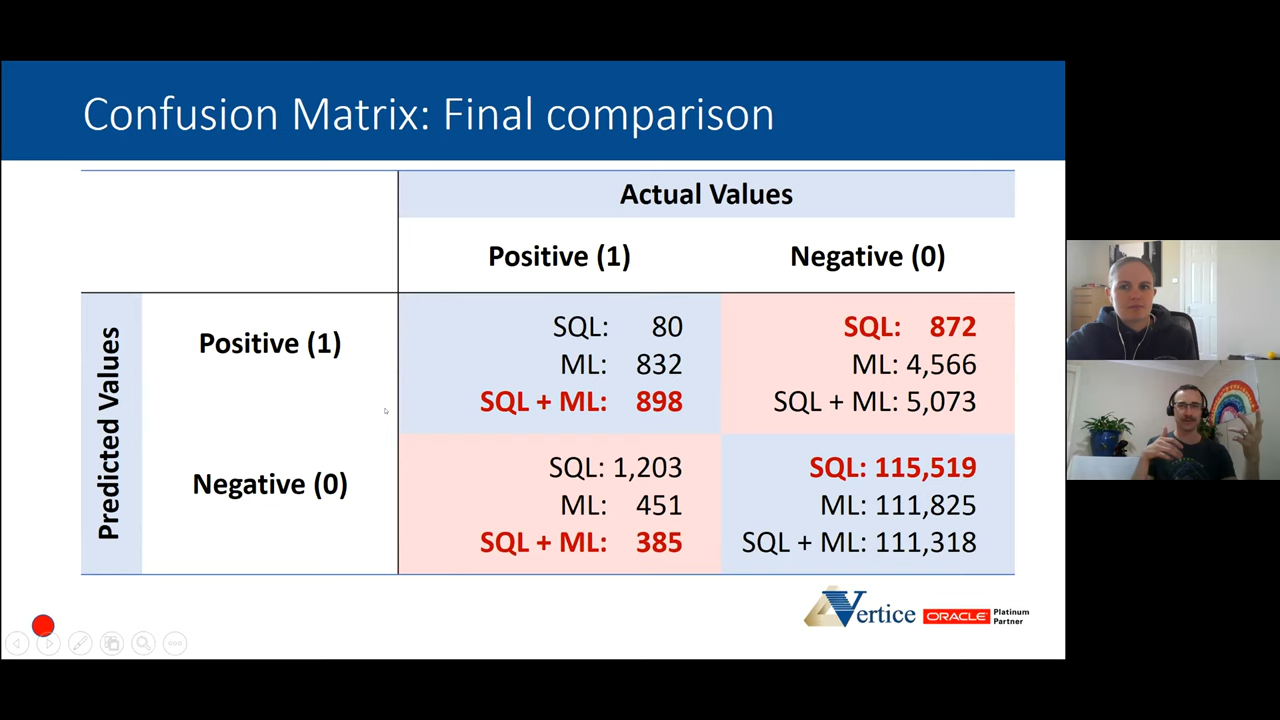 Confusion Matrix: Final comparison
Actual Values
Positive (1)
Negative (0)
Predicted Values
Positive (1)
SQL: 80
ML: 832
SQL + ML: 898
SQL: 872
ML: 4,566
SQL + ML: 5,073
Negative (0)
SQL: 1,203
ML: 451
SQL + ML: 385
SQL: 115,519
ML: 111,825
SQL + ML: 111,318
Vertice
ORACLE
Platinum
Partner